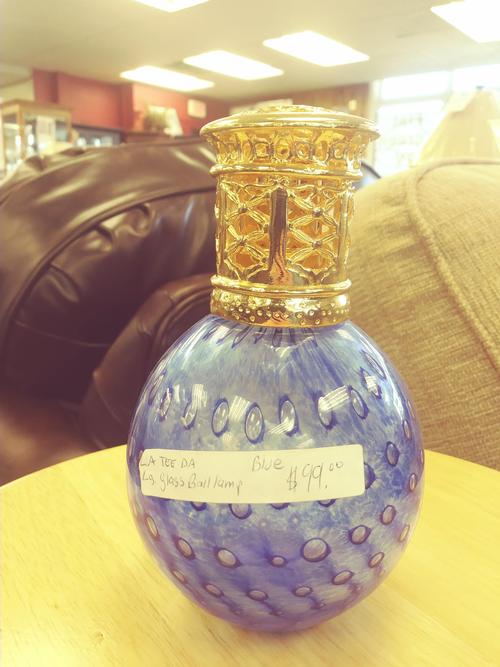 LA TEE DA Blue $99.00
Lg. glass Ball lamp